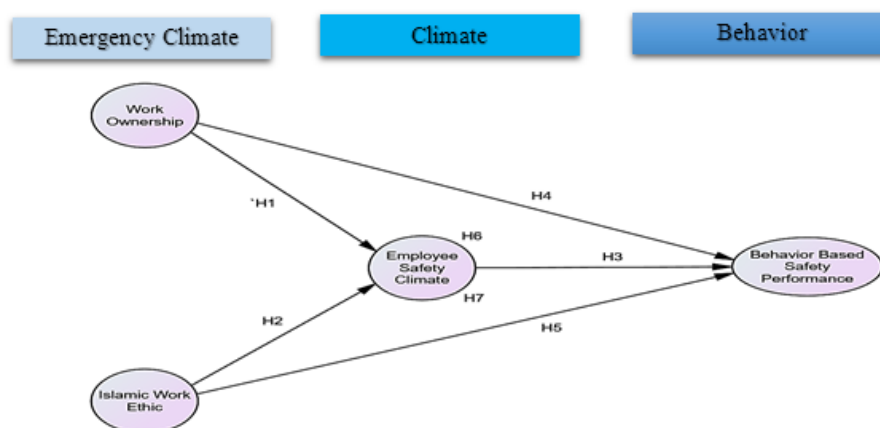 Emergency Climate
Climate
Behavior
Work
Ownership
H4
`H1
H6
Employee
Safety
Climate
H3
Behavior Based
Safety
Performance
H7
H2
H5
Islamic Work
Ethic